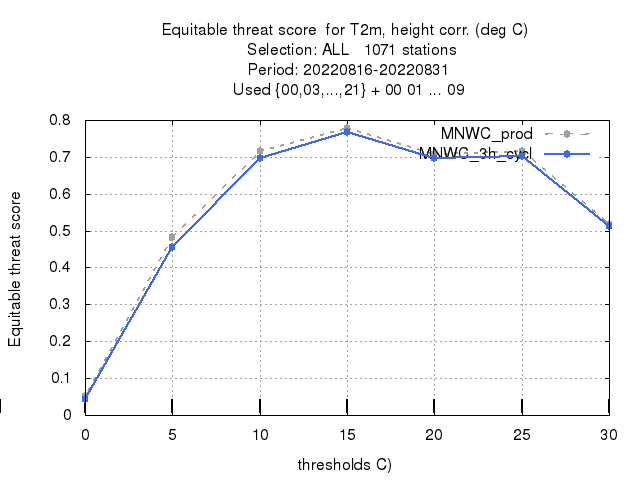 Equitable threat score  for T2m, height corr. (deg C)
Selection: ALL   1071 stations
Period: 20220816-20220831
Used {00,03,...,21} + 00 01 ... 09
MNWC_prod
MNWC_3h_cycl
Equitable threat score
0.8
0.7
0.6
0.5
0.4
0.3
0.2
0.1
0
0 5 10 15 20 25 30
thresholds C)